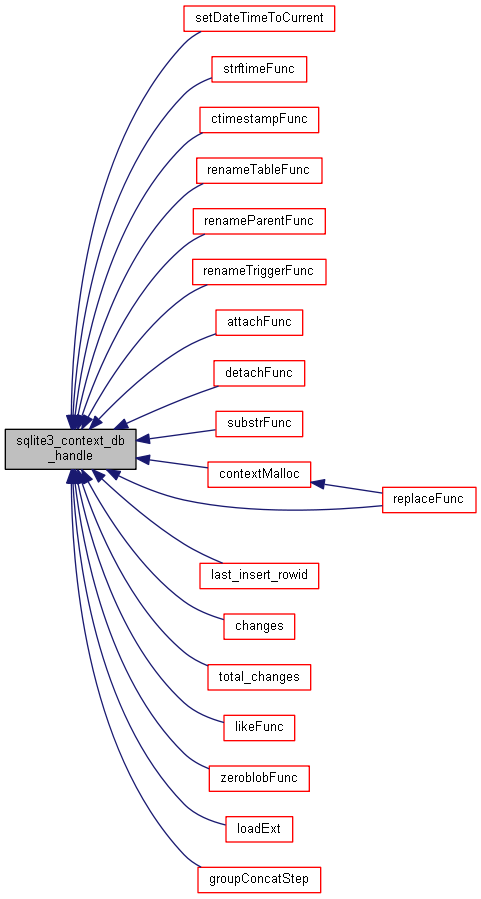 setDateTimeToCurrent
strftimeFunc
ctimestampFunc
renameTableFunc
renameParentFunc
renameTriggerFunc
attachFunc
detachFunc
substrFunc
sqlite3_context_db
_handle
contextMalloc
replaceFunc
last_insert_rowid
changes
total_changes
likeFunc
zeroblobFunc
loadExt
groupConcatStep